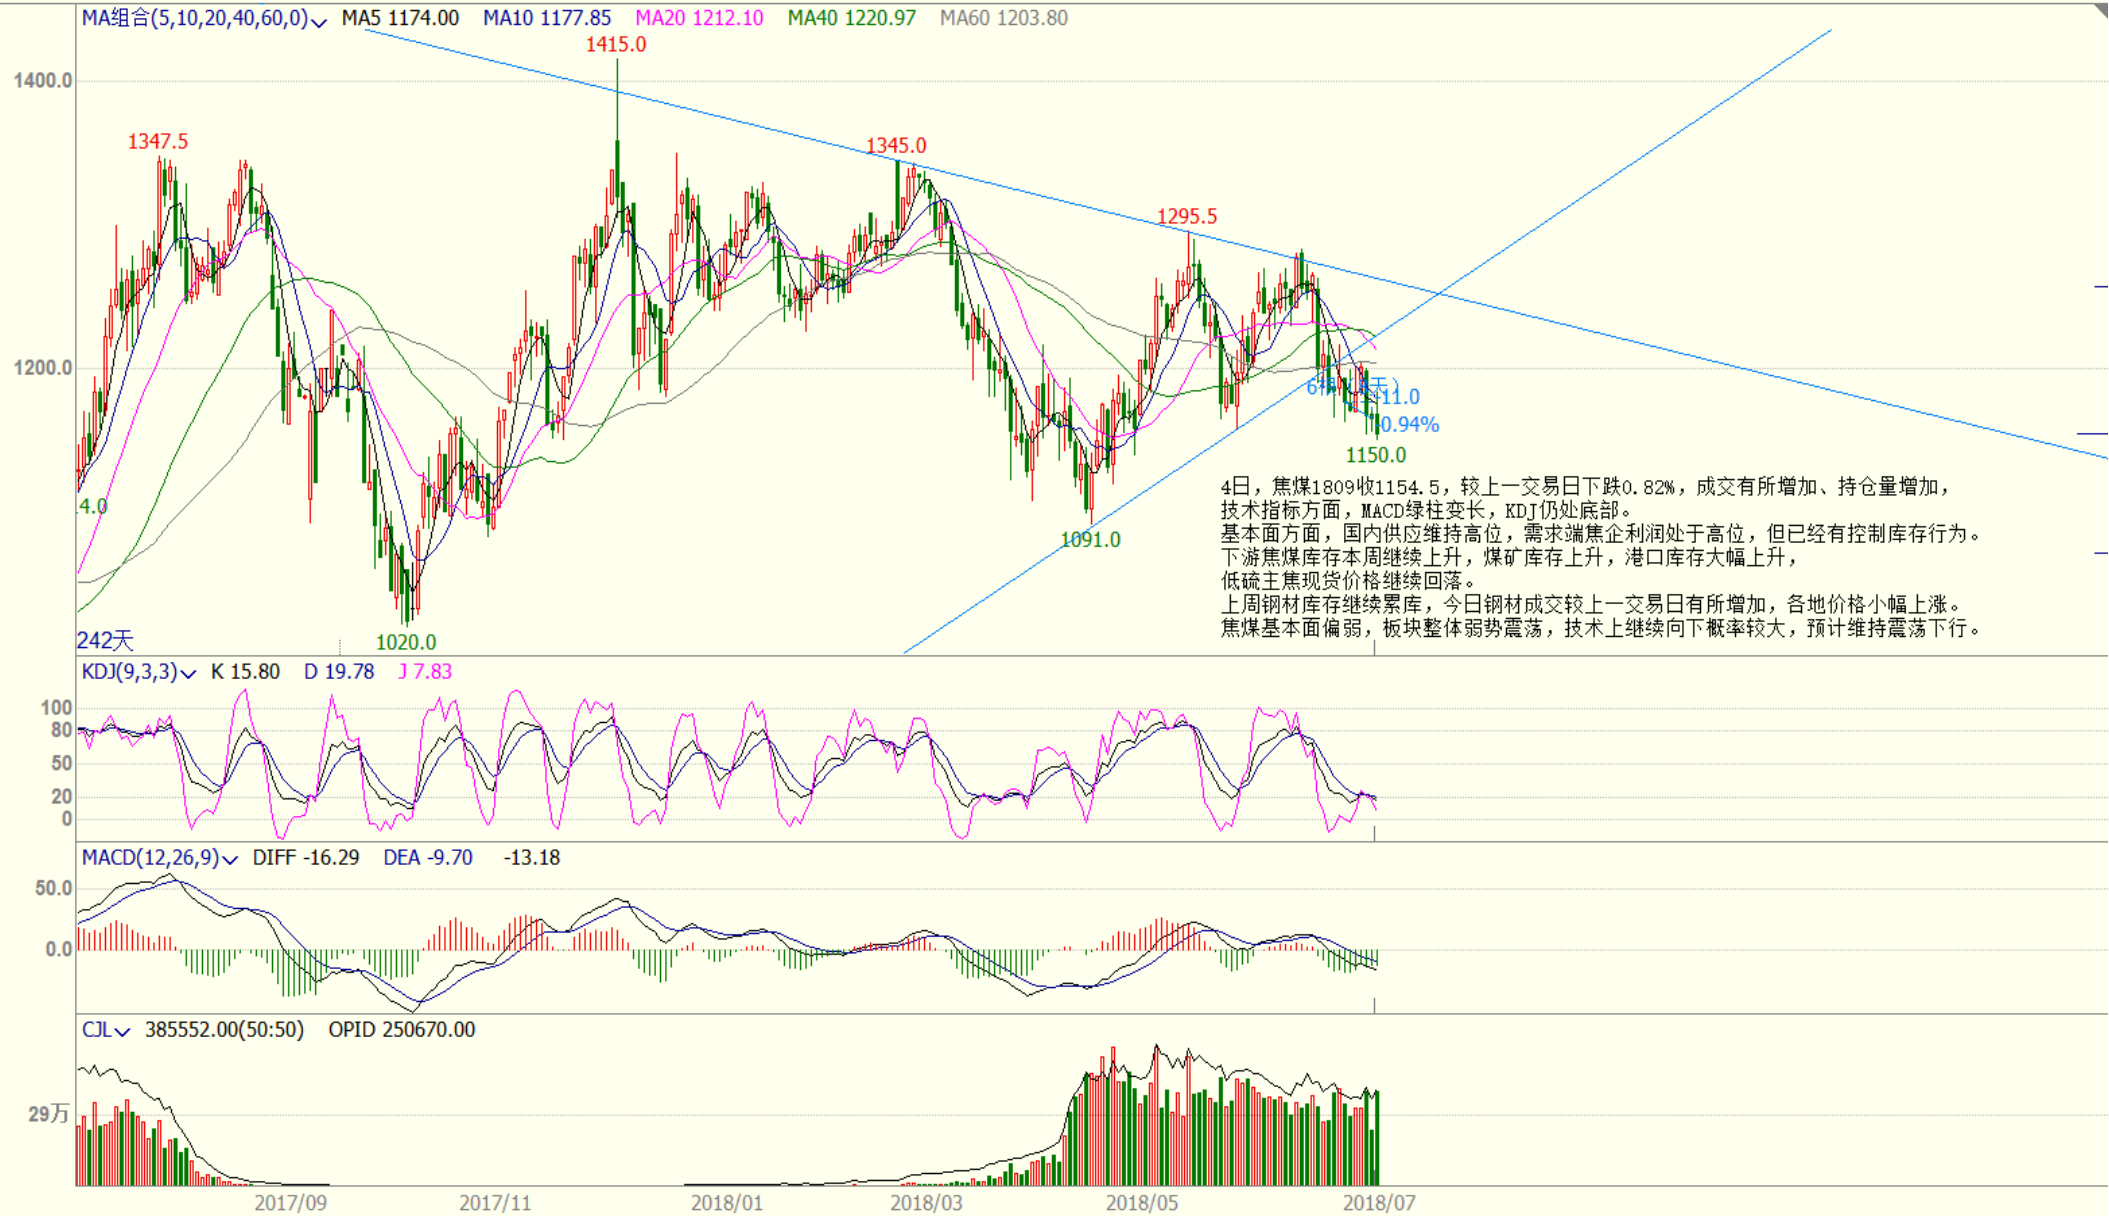 MA组合(5,10,20,40,60,0) MA5 1174.00 MA10 1177.85 MA20 1212.10 MA40 1220.97 MA60 1203.80
1415.0
1400.0
1347.5
1345.0
1295.5
1200.0
11.0
0.94%
1150.0
4.0
4日，焦煤1809收1154.5，较上一交易日下跌0.82%，成交有所增加、持仓量增加，
技术指标方面，MACD绿柱变长，KDJ仍处底部。
基本面方面，国内供应维持高位，需求端焦企利润处于高位，但已经有控制库存行为。
1091.0
下游焦煤库存本周继续上升，煤矿库存上升，港口库存大幅上升，
低硫主焦现货价格继续回落。
上周钢材库存继续累库，今日钢材成交较上一交易日有所增加，各地价格小幅上涨。
焦煤基本面偏弱，板块整体弱势震荡，技术上继续向下概率较大，预计维持震荡下行。
242天
1020.0
KDJ(9,3,3) K 15.80 D 19.78 J 7.83
100
80
50
20
0
MACD(12,26,9) DIFF -16.29 DEA -9.70 -13.18
50.0
0.0
CJL 385552.00(50:50) OPID 250670.00
29万
2017/09 2017/11 2018/01 2018/03 2018/05 2018/07